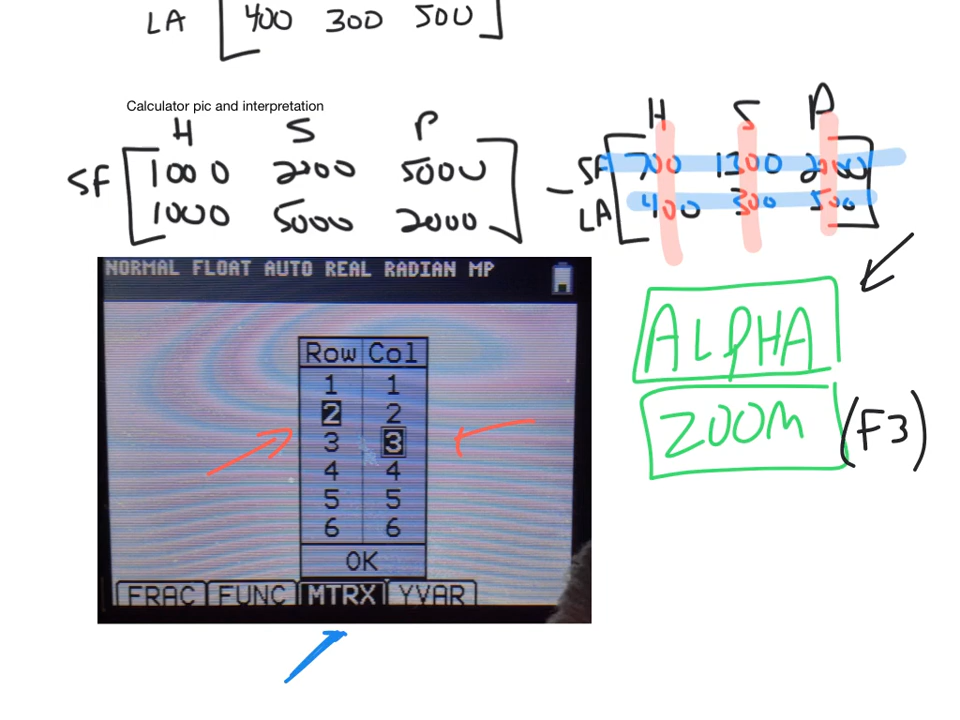 LA 400 300 500
Calculator pic and interpretation
H S P
SF 1000 2200 5000
1000 5000 2000
- H S P
SF 700 1300 2000
LA 400 300 500
NORMAL FLOAT AUTO REAL RADIAN MP
Row Col
1 1
2 2
3 3
4 4
5 5
6 6
OK
FRAC FUNC MTRX YVAR
ALPHA
ZOOM (F3)